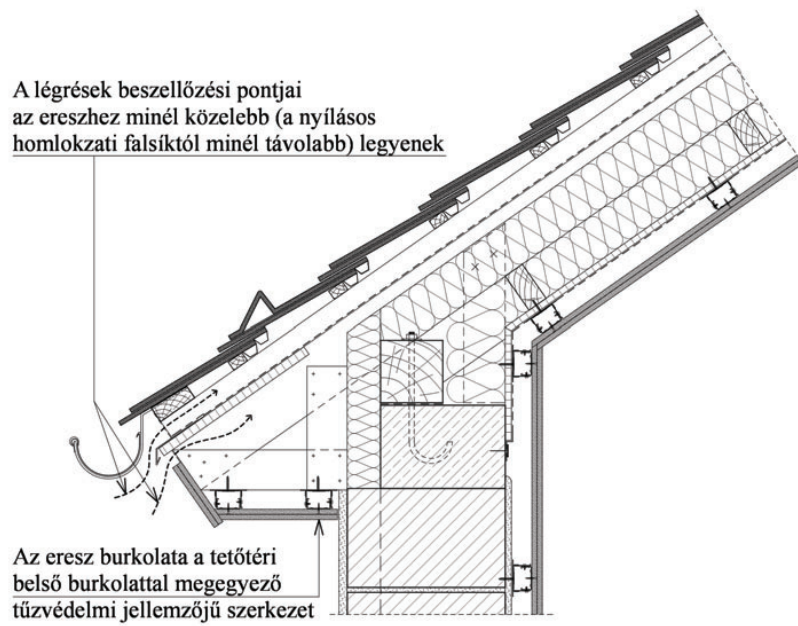 A légrések beszellőzési pontjai
az ereszhez minél közelebb (a nyílásos
homlokzati falsíktól minél távolabb) legyenek
Az eresz burkolata a tetőtéri
belső burkolattal megegyező
tűzvédelmi jellemzőjű szerkezet